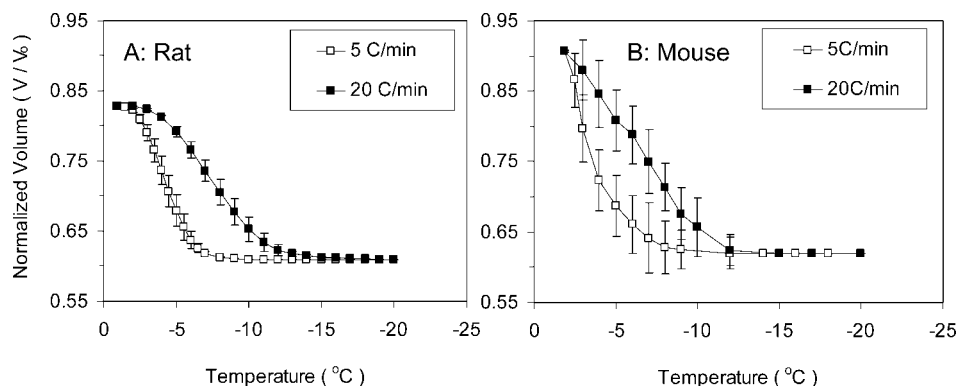 A: Rat
5 C/min
20 C/min
Normalized Volume ( V / V₀ )
0.95
0.85
0.75
0.65
0.55
0
-5
-10
-15
-20
-25
Temperature ( °C )
B: Mouse
5C/min
20C/min
0.95
0.85
0.75
0.65
0.55
0
-5
-10
-15
-20
-25
Temperature ( °C )